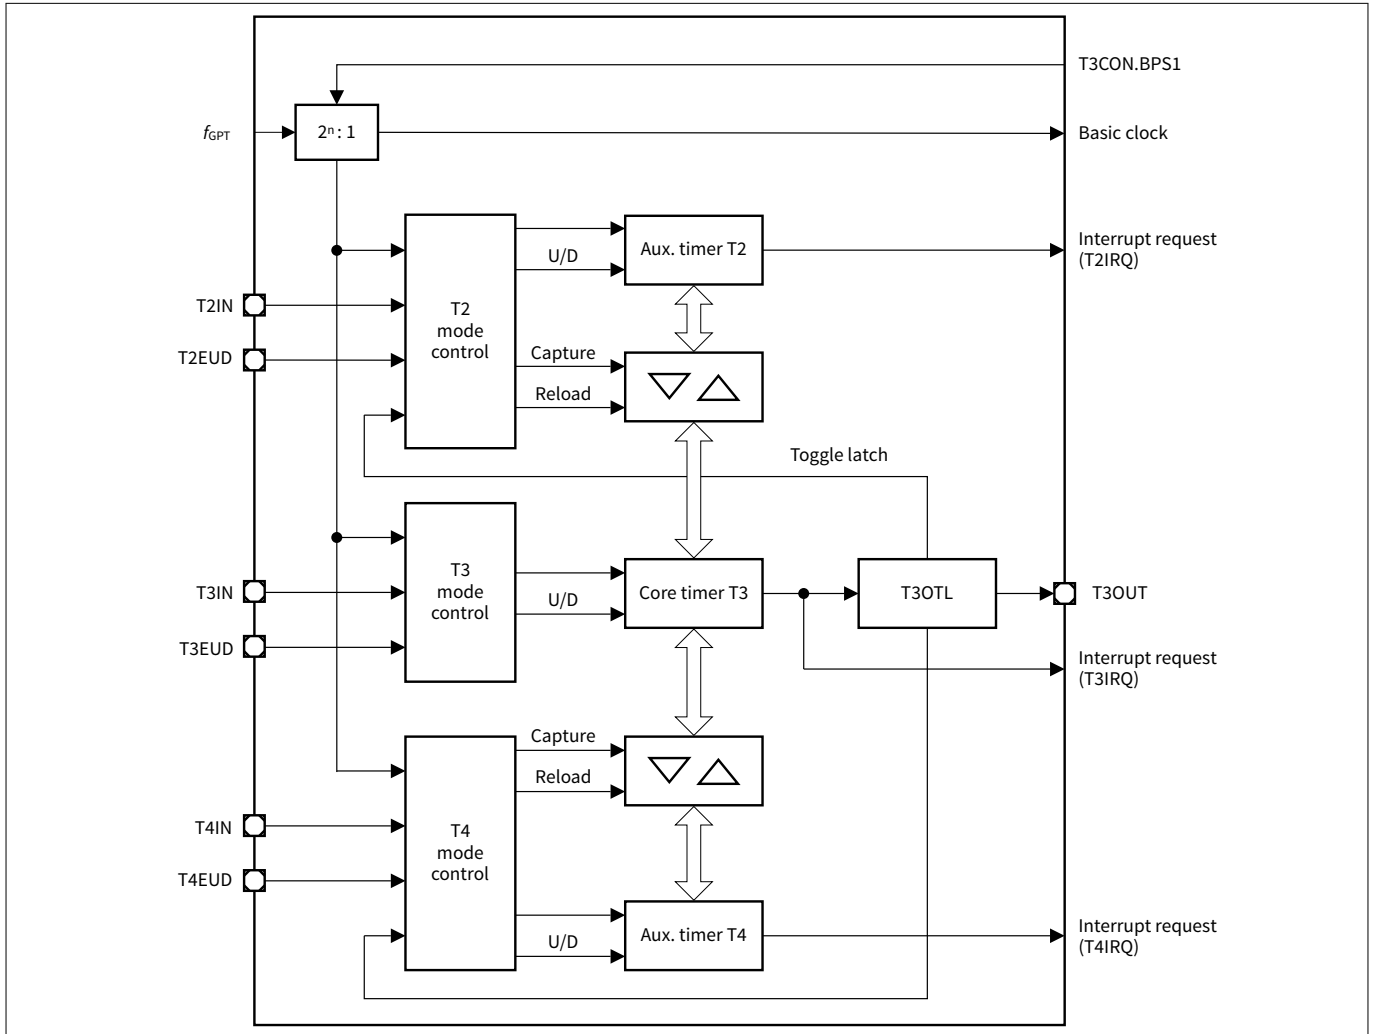 T3CON.BPS1
fGPT
2ⁿ: 1
Basic clock
Aux. timer T2
Interrupt request
(T2IRQ)
U/D
T2IN
T2
mode
control
T2EUD
Capture
Reload
Toggle latch
T3
mode
control
T3IN
U/D
Core timer T3
T3OTL
T3OUT
T3EUD
Interrupt request
(T3IRQ)
Capture
Reload
T4IN
T4
mode
control
T4EUD
U/D
Aux. timer T4
Interrupt request
(T4IRQ)